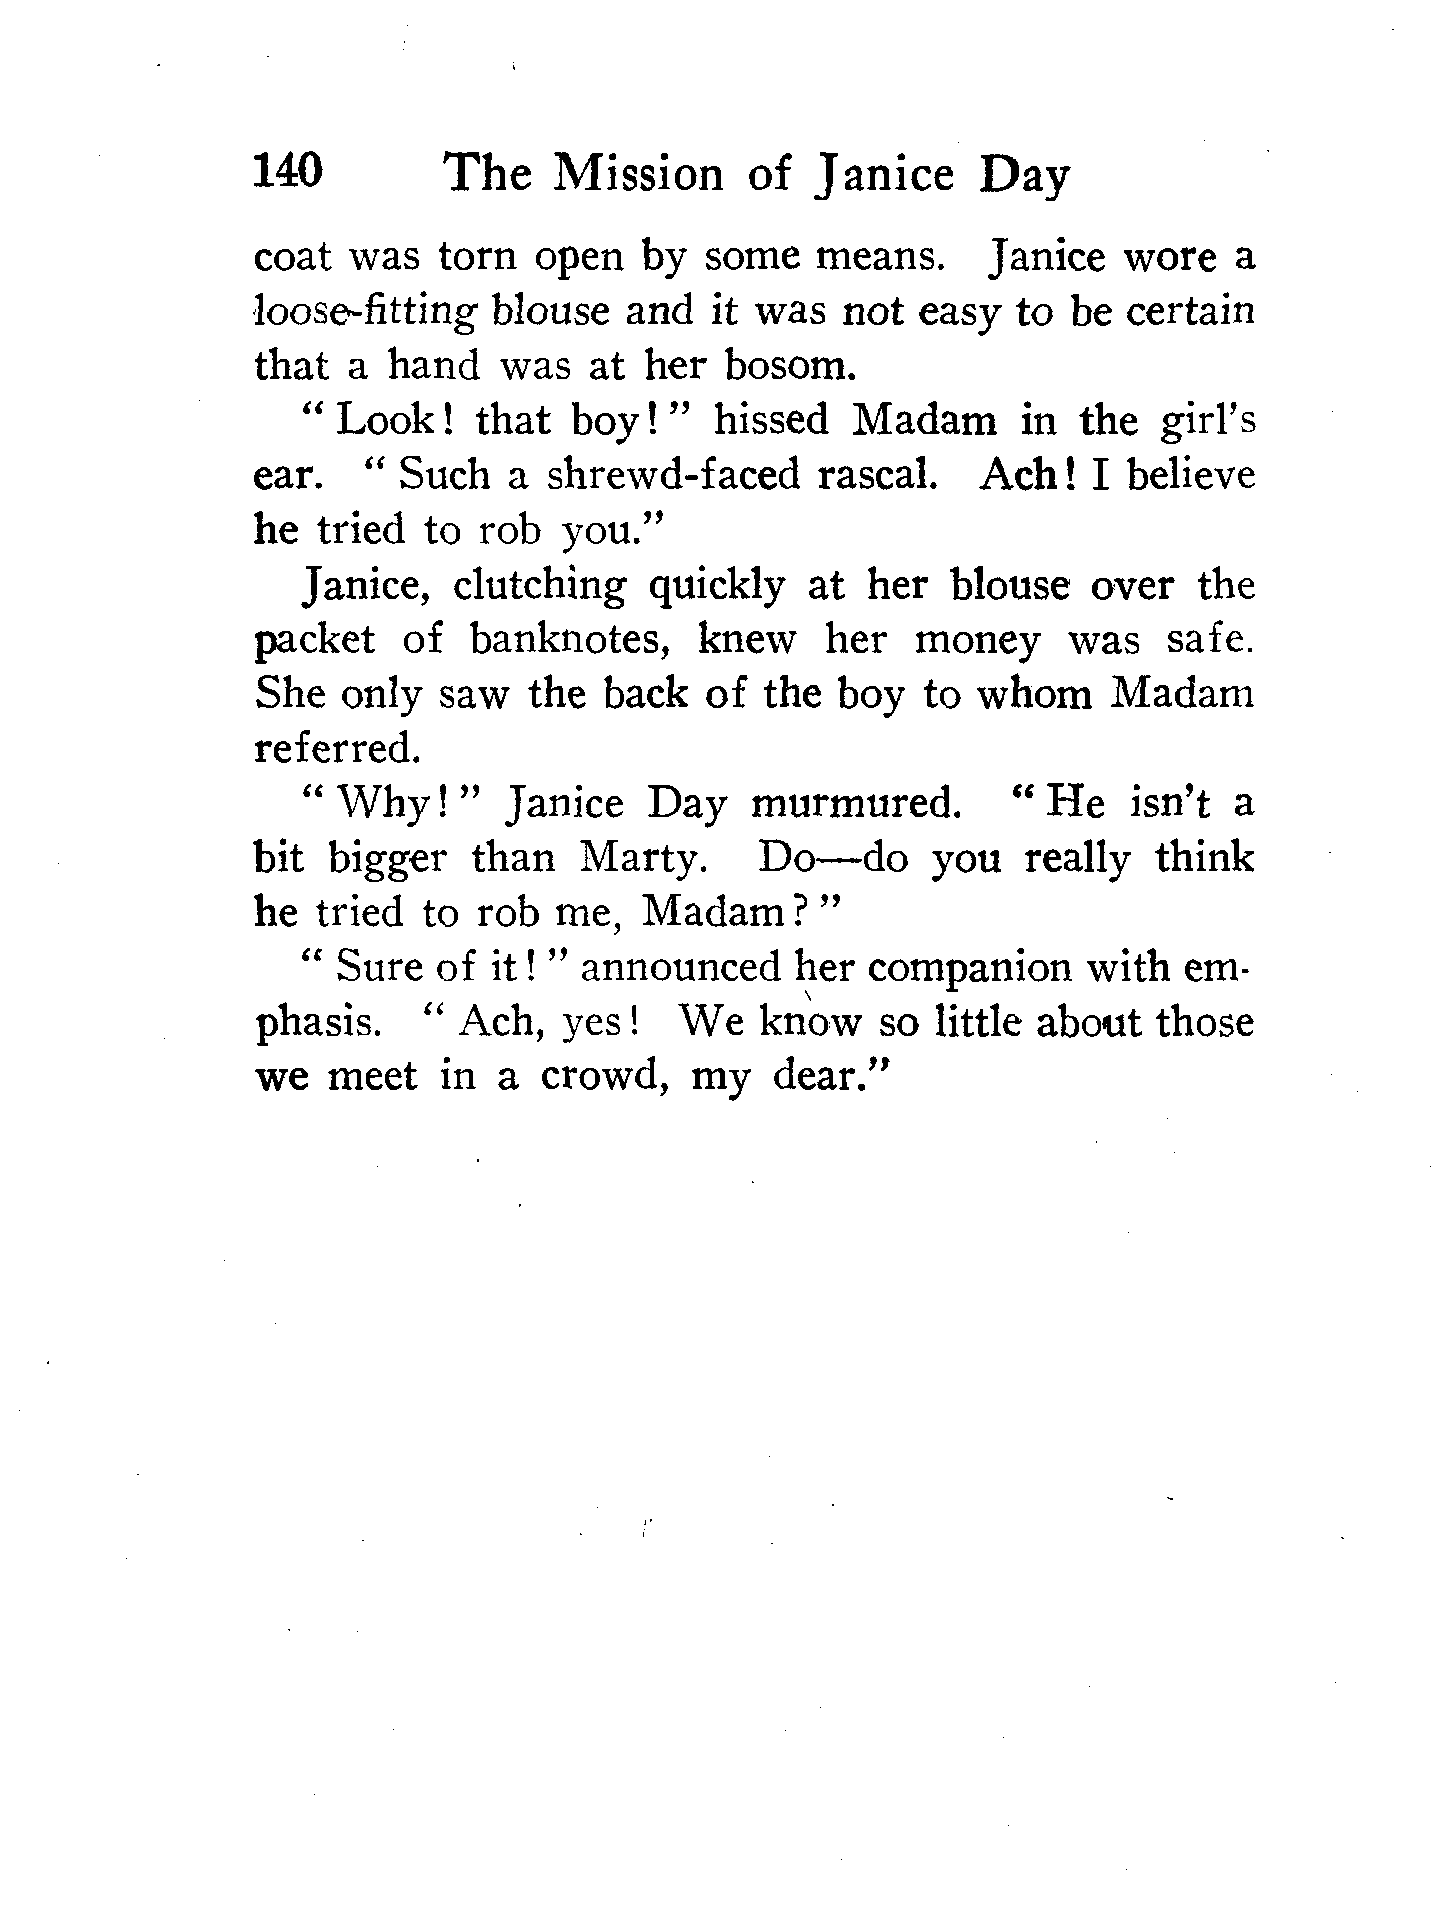 140 The Mission of Janice Day
coat was torn open by some means. Janice wore a
loose-fitting blouse and it was not easy to be certain
that a hand was at her bosom.
“ Look! that boy! ” hissed Madam in the girl’s
ear. “ Such a shrewd-faced rascal. Ach! I believe
he tried to rob you.”
Janice, clutching quickly at her blouse over the
packet of banknotes, knew her money was safe.
She only saw the back of the boy to whom Madam
referred.
“ Why! ” Janice Day murmured. “ He isn’t a
bit bigger than Marty. Do—do you really think
he tried to rob me, Madam? ”
“ Sure of it! ” announced her companion with em-
phasis. “ Ach, yes! We know so little about those
we meet in a crowd, my dear.”